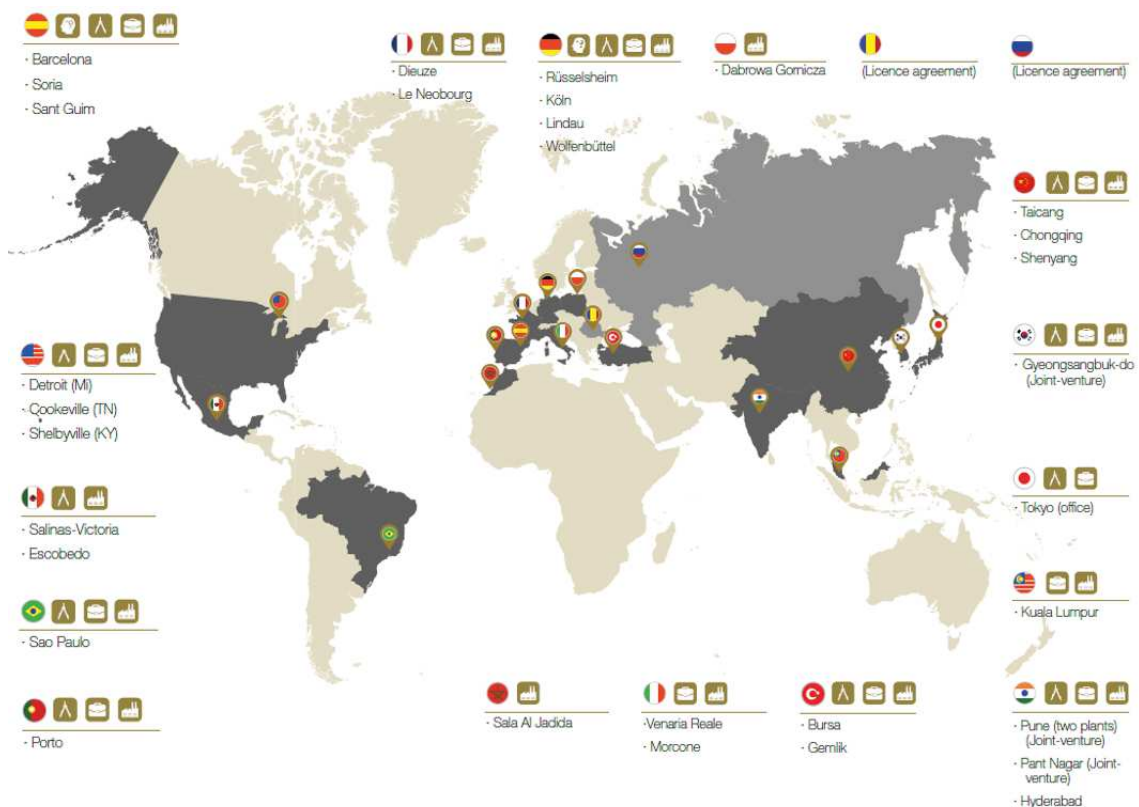 · Barcelona
· Soria
· Sant Guim
· Dieuze
· Le Neobourg
· Rüsselsheim
· Köln
· Lindau
· Wolfenbüttel
· Dabrowa Gornicza
(Licence agreement)
(Licence agreement)
· Taicang
· Chongqing
· Shenyang
· Gyeongsangbuk-do
(Joint-venture)
· Tokyo (office)
· Kuala Lumpur
· Detroit (Mi)
· Cookeville (TN)
· Shelbyville (KY)
· Salinas-Victoria
· Escobedo
· Sao Paulo
· Porto
· Sala Al Jadida
·Venaria Reale
· Morcone
· Bursa
· Gemlik
· Pune (two plants)
(Joint-venture)
· Pant Nagar (Joint-
venture)
· Hyderabad